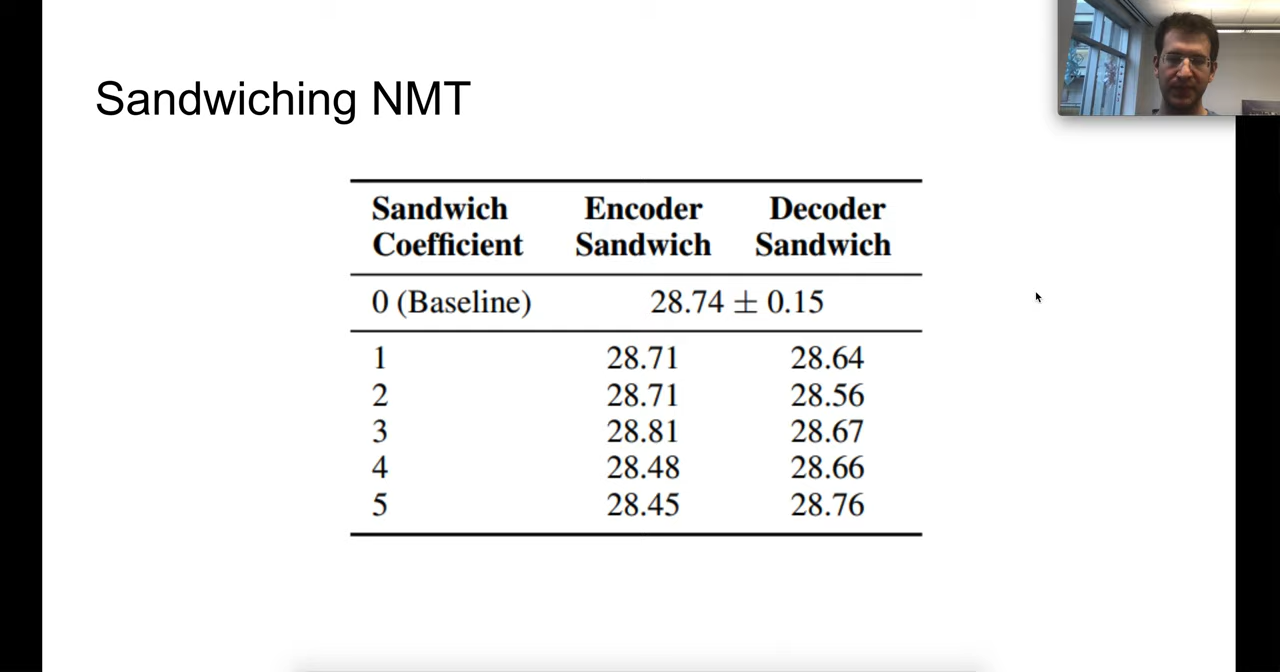 Sandwiching NMT
Sandwich Encoder Decoder
Coefficient Sandwich Sandwich
0 (Baseline) 28.74 ± 0.15
1 28.71 28.64
2 28.71 28.56
3 28.81 28.67
4 28.48 28.66
5 28.45 28.76